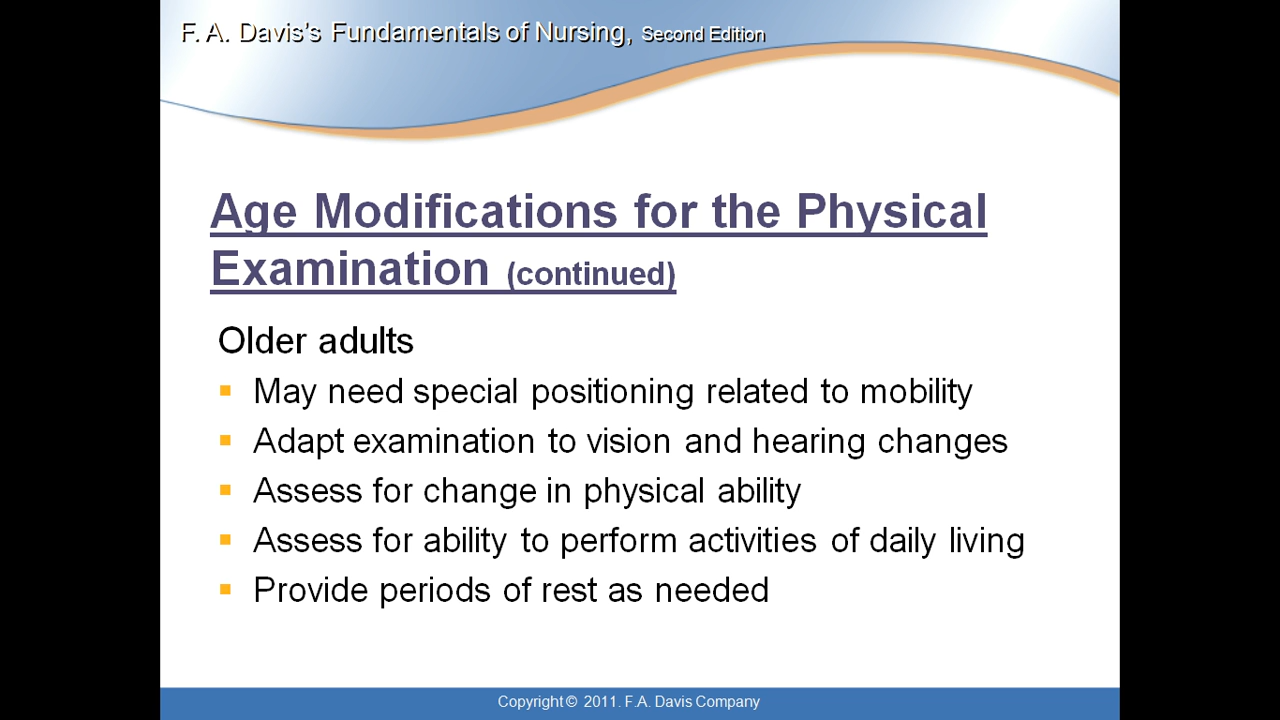 F. A. Davis's Fundamentals of Nursing, Second Edition
Age Modifications for the Physical
Examination (continued)
Older adults
May need special positioning related to mobility
Adapt examination to vision and hearing changes
Assess for change in physical ability
Assess for ability to perform activities of daily living
Provide periods of rest as needed
Copyright © 2011. F.A. Davis Company